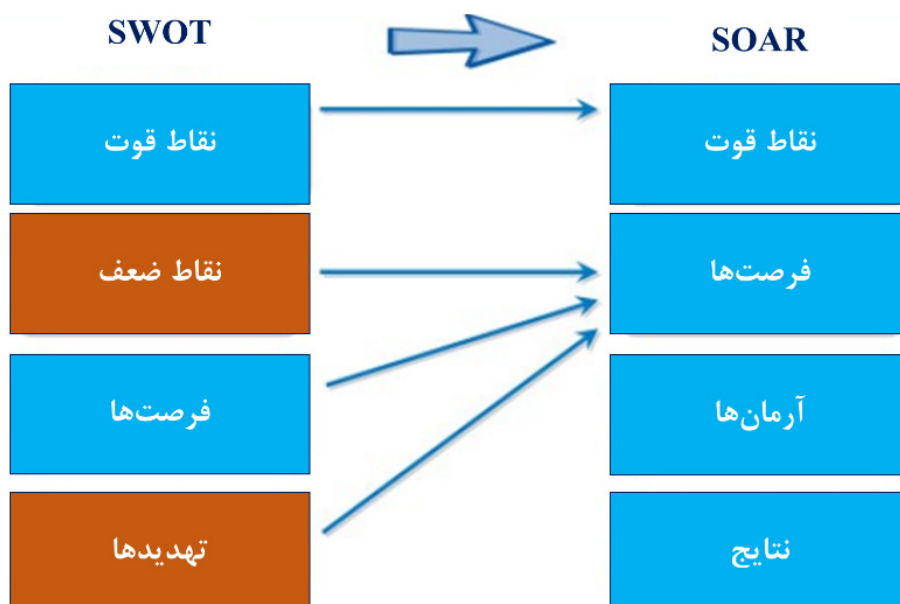 SWOT
SOAR
نقاط قوت
نقاط قوت
نقاط ضعف
فرصت‌ها
فرصت‌ها
آرمان‌ها
تهدیدها
نتایج